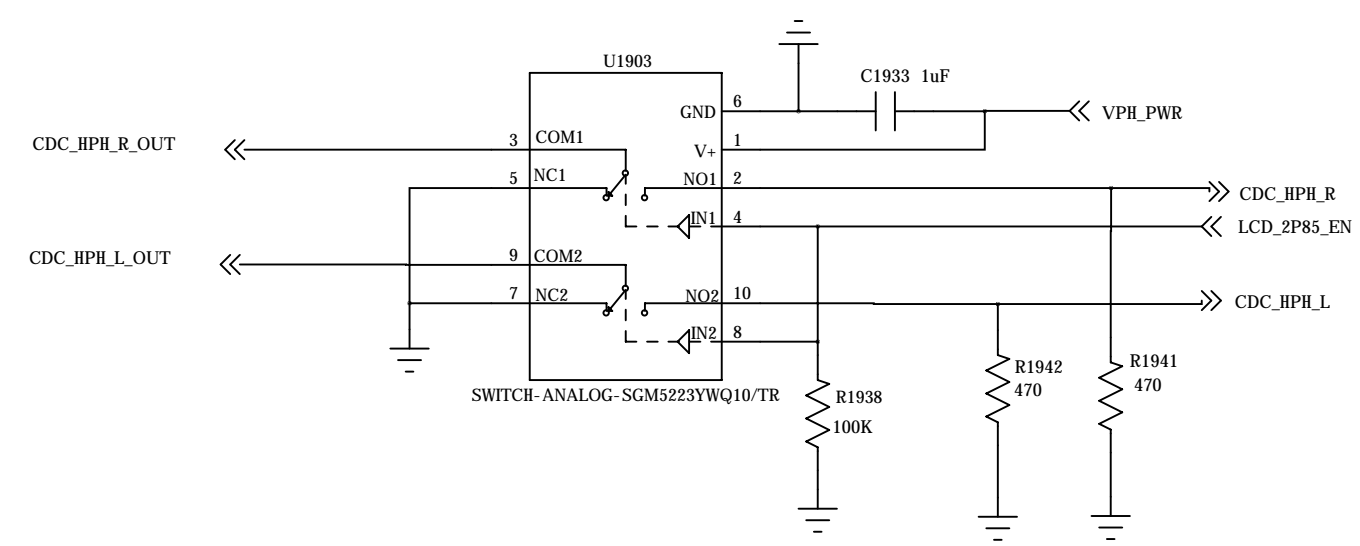 U1903
C1933 1uF
GND 6
VPH_PWR
CDC_HPH_R_OUT
3 COM1
V+ 1
5 NC1
NO1 2
CDC_HPH_R
IN1 4
LCD_2P85_EN
CDC_HPH_L_OUT
9 COM2
7 NC2
NO2 10
CDC_HPH_L
IN2 8
SWITCH-ANALOG-SGM5223YWQ10/TR
R1938
100K
R1942
470
R1941
470